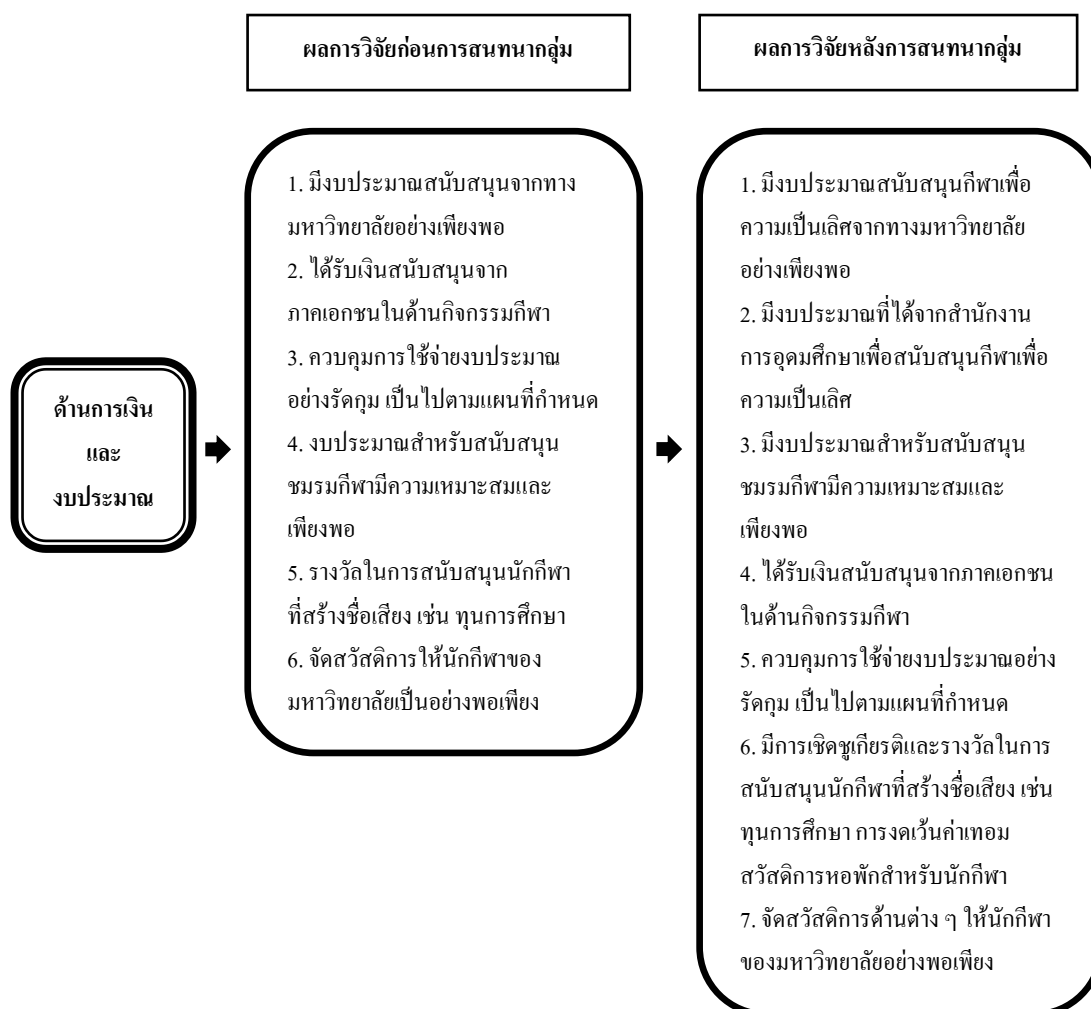 ผลการวิจัยก่อนการสนทนากลุ่ม
ผลการวิจัยหลังการสนทนากลุ่ม
ด้านการเงิน
และ
งบประมาณ
1. มีงบประมาณสนับสนุนจากทาง
มหาวิทยาลัยอย่างเพียงพอ
2. ได้รับเงินสนับสนุนจาก
ภาคเอกชนในด้านกิจกรรมกีฬา
3. ควบคุมการใช้จ่ายงบประมาณ
อย่างรัดกุม เป็นไปตามแผนที่กำหนด
4. งบประมาณสำหรับสนับสนุน
ชมรมกีฬามีความเหมาะสมและ
เพียงพอ
5. รางวัลในการสนับสนุนนักกีฬา
ที่สร้างชื่อเสียง เช่น ทุนการศึกษา
6. จัดสวัสดิการให้นักกีฬาของ
มหาวิทยาลัยเป็นอย่างพอเพียง
1. มีงบประมาณสนับสนุนกีฬาเพื่อ
ความเป็นเลิศจากทางมหาวิทยาลัย
อย่างเพียงพอ
2. มีงบประมาณที่ได้จากสำนักงาน
การอุดมศึกษาเพื่อสนับสนุนกีฬาเพื่อ
ความเป็นเลิศ
3. มีงบประมาณสำหรับสนับสนุน
ชมรมกีฬามีความเหมาะสมและ
เพียงพอ
4. ได้รับเงินสนับสนุนจากภาคเอกชน
ในด้านกิจกรรมกีฬา
5. ควบคุมการใช้จ่ายงบประมาณอย่าง
รัดกุม เป็นไปตามแผนที่กำหนด
6. มีการเชิดชูเกียรติและรางวัลในการ
สนับสนุนนักกีฬาที่สร้างชื่อเสียง เช่น
ทุนการศึกษา การงดเว้นค่าเทอม
สวัสดิการหอพักสำหรับนักกีฬา
7. จัดสวัสดิการด้านต่าง ๆ ให้นักกีฬา
ของมหาวิทยาลัยอย่างพอเพียง